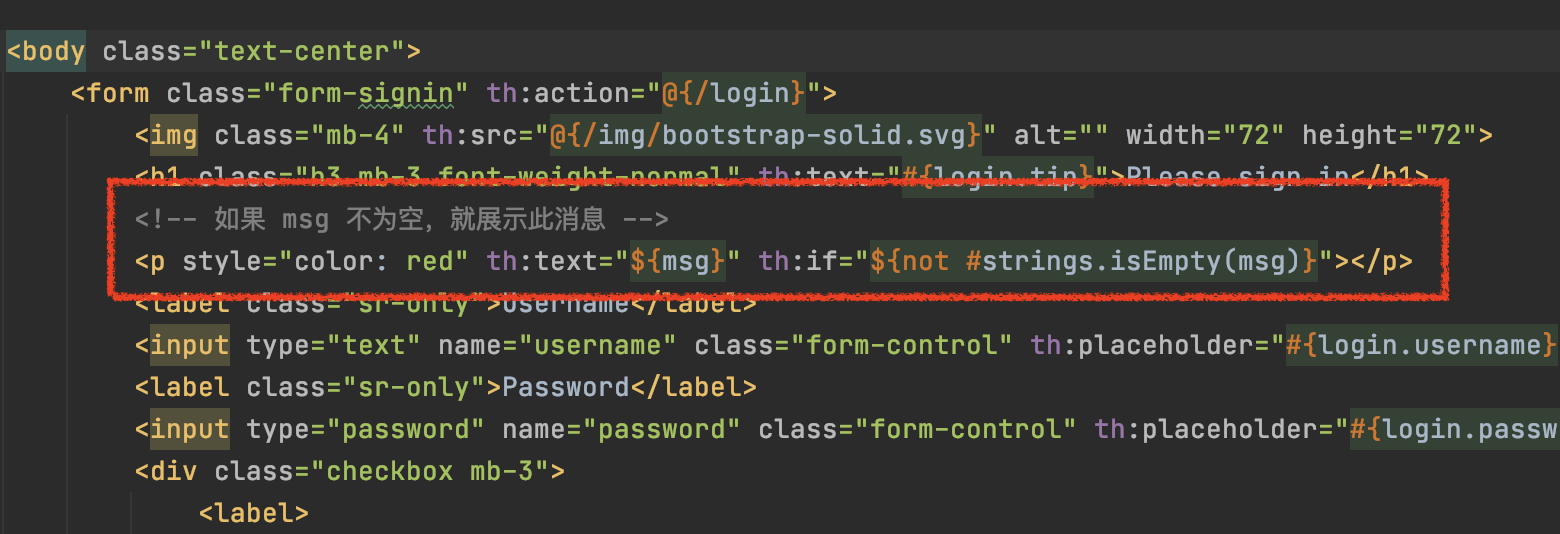 <body class="text-center">
<form class="form-signin" th:action="@{/login}">
<img class="mb-4" th:src="@{/img/bootstrap-solid.svg}" alt="" width="72" height="72">
<h1 class="h3 mb-3 font-weight-normal" th:text="#{login.tip}">Please sign in</h1>
<!-- 如果 msg 不为空，就展示此消息 -->
<p style="color: red" th:text="${msg}" th:if="${not #strings.isEmpty(msg)}"></p>
<label class="sr-only">Username</label>
<input type="text" name="username" class="form-control" th:placeholder="#{login.username}
<label class="sr-only">Password</label>
<input type="password" name="password" class="form-control" th:placeholder="#{login.passw
<div class="checkbox mb-3">
<label>